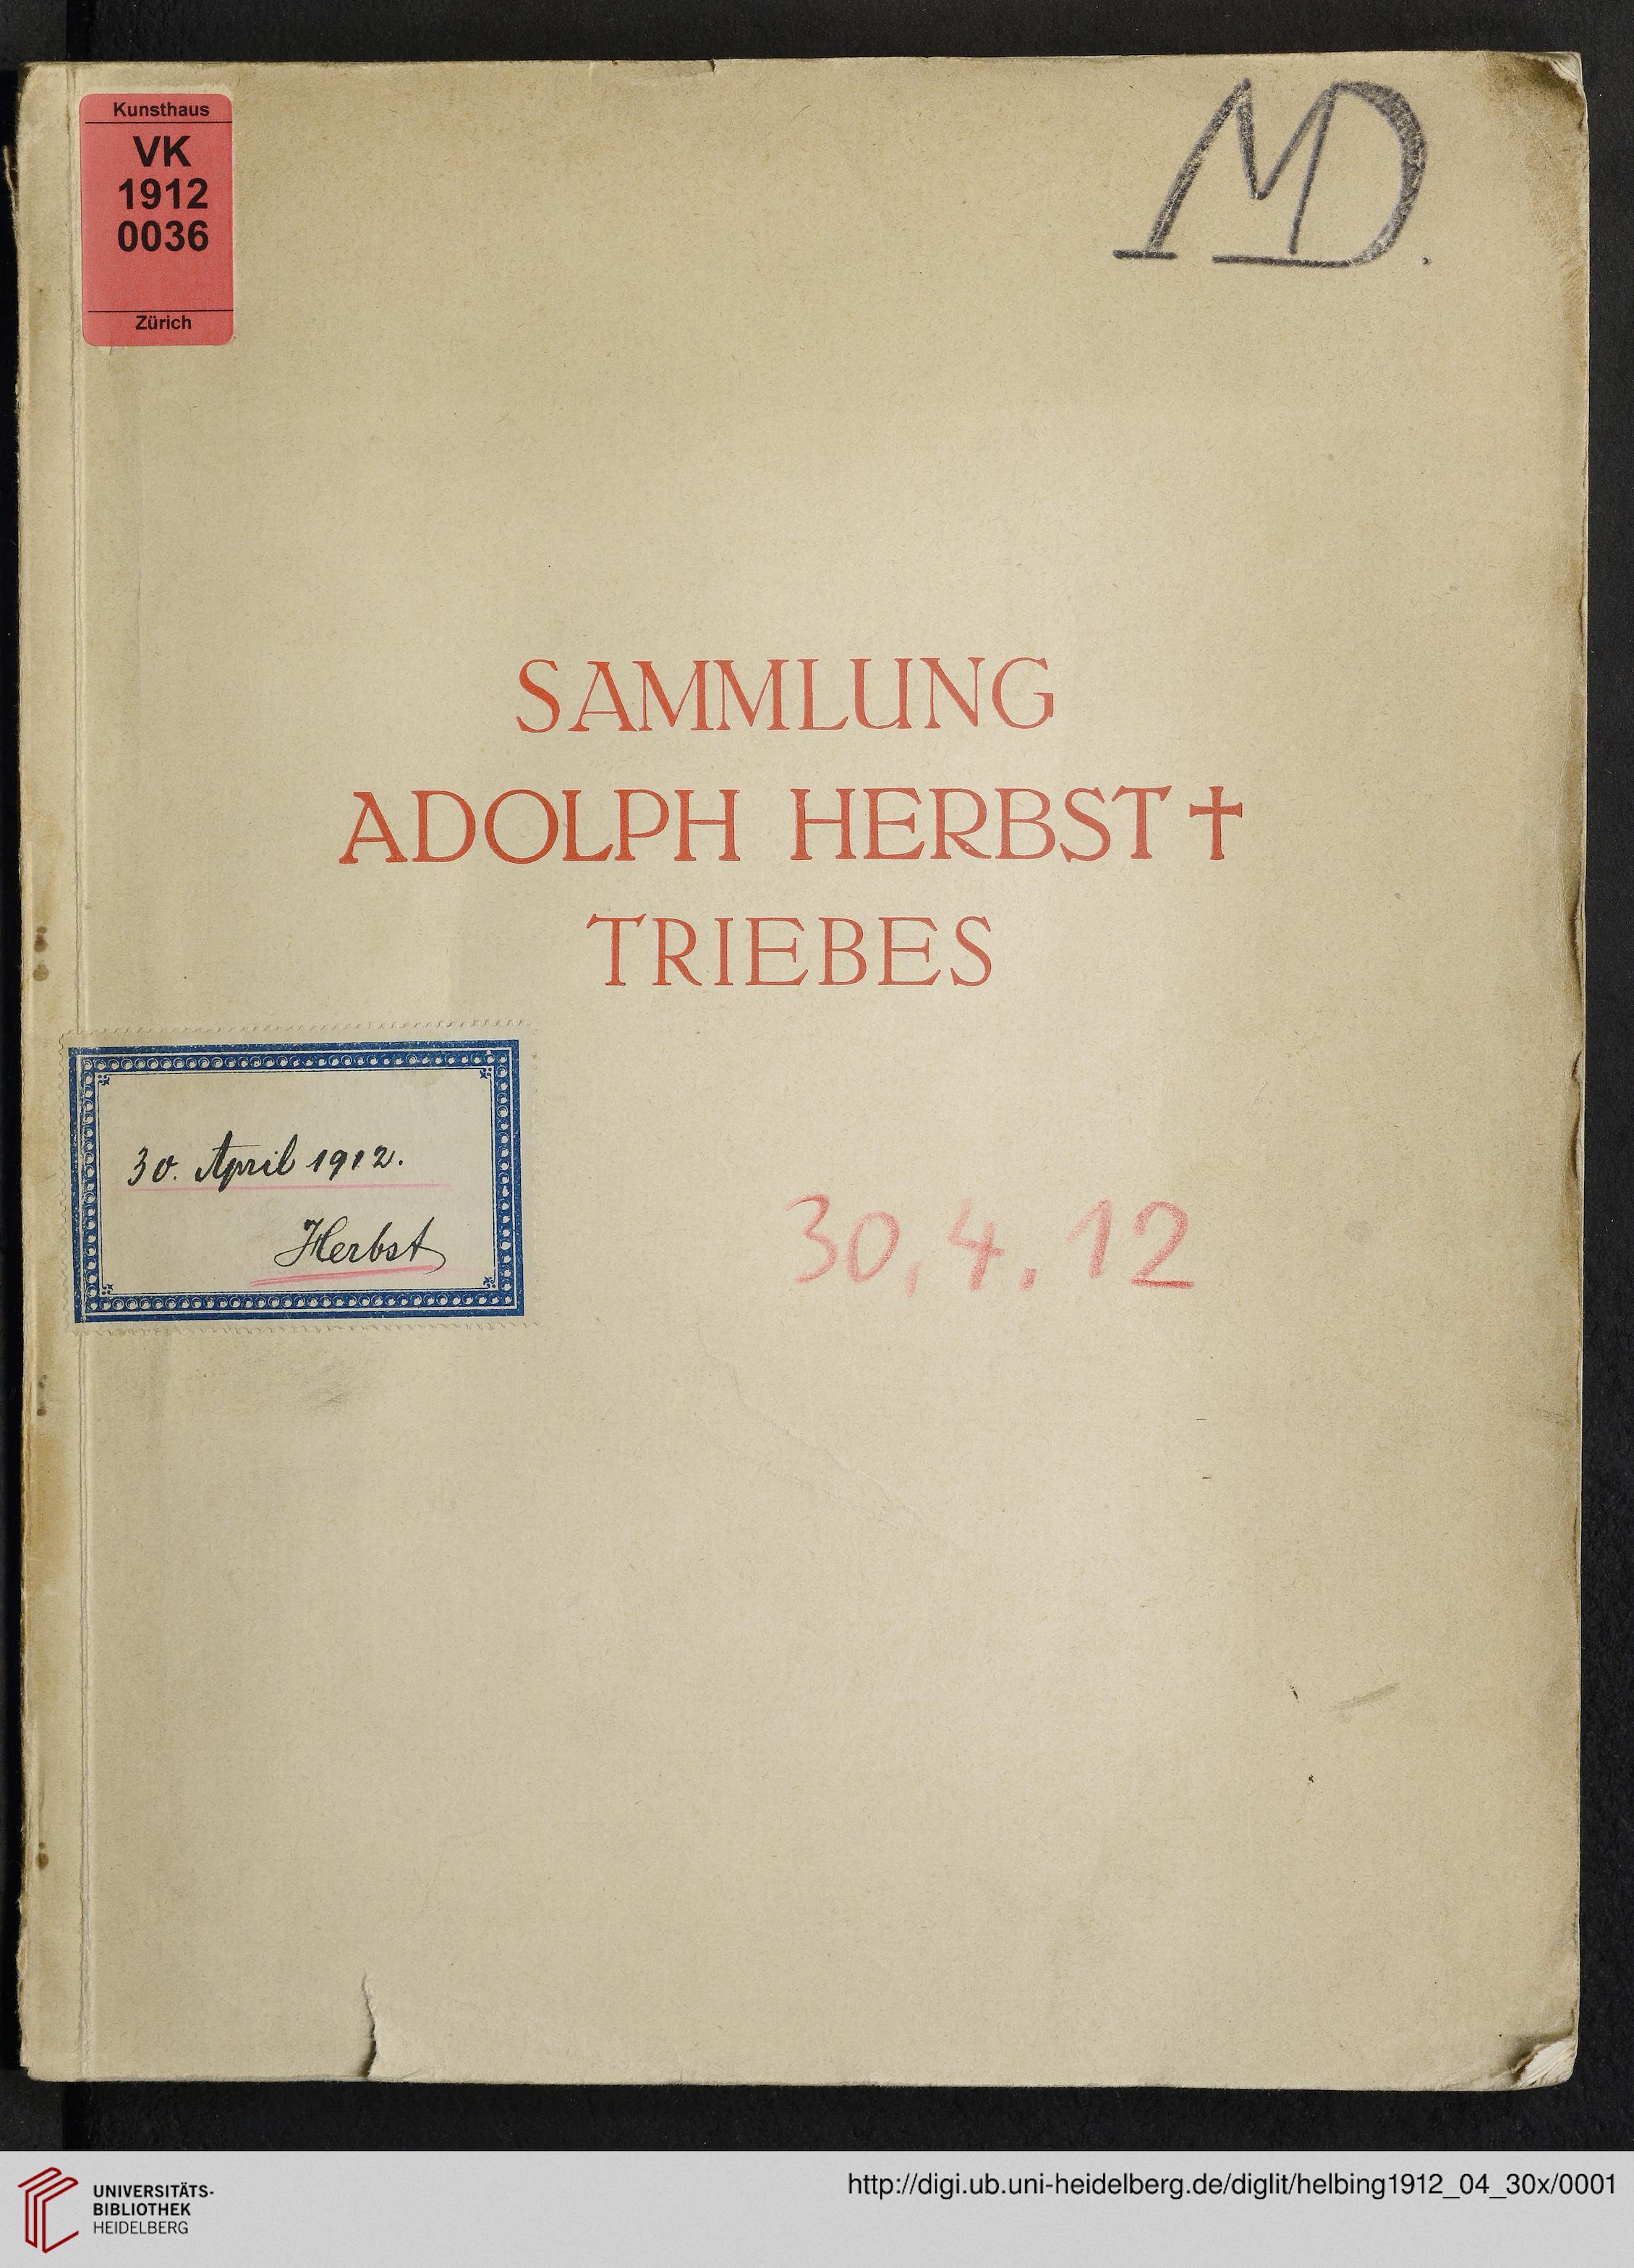 Kunsthaus
VK
1912
0036
Zürich
MD.
SAMMLUNG
ADOLPH HERBST †
TRIEBES
30. April 1912.
Herbst
30.4.12
UNIVERSITÄTS-
BIBLIOTHEK
HEIDELBERG
http://digi.ub.uni-heidelberg.de/diglit/helbing1912_04_30x/0001